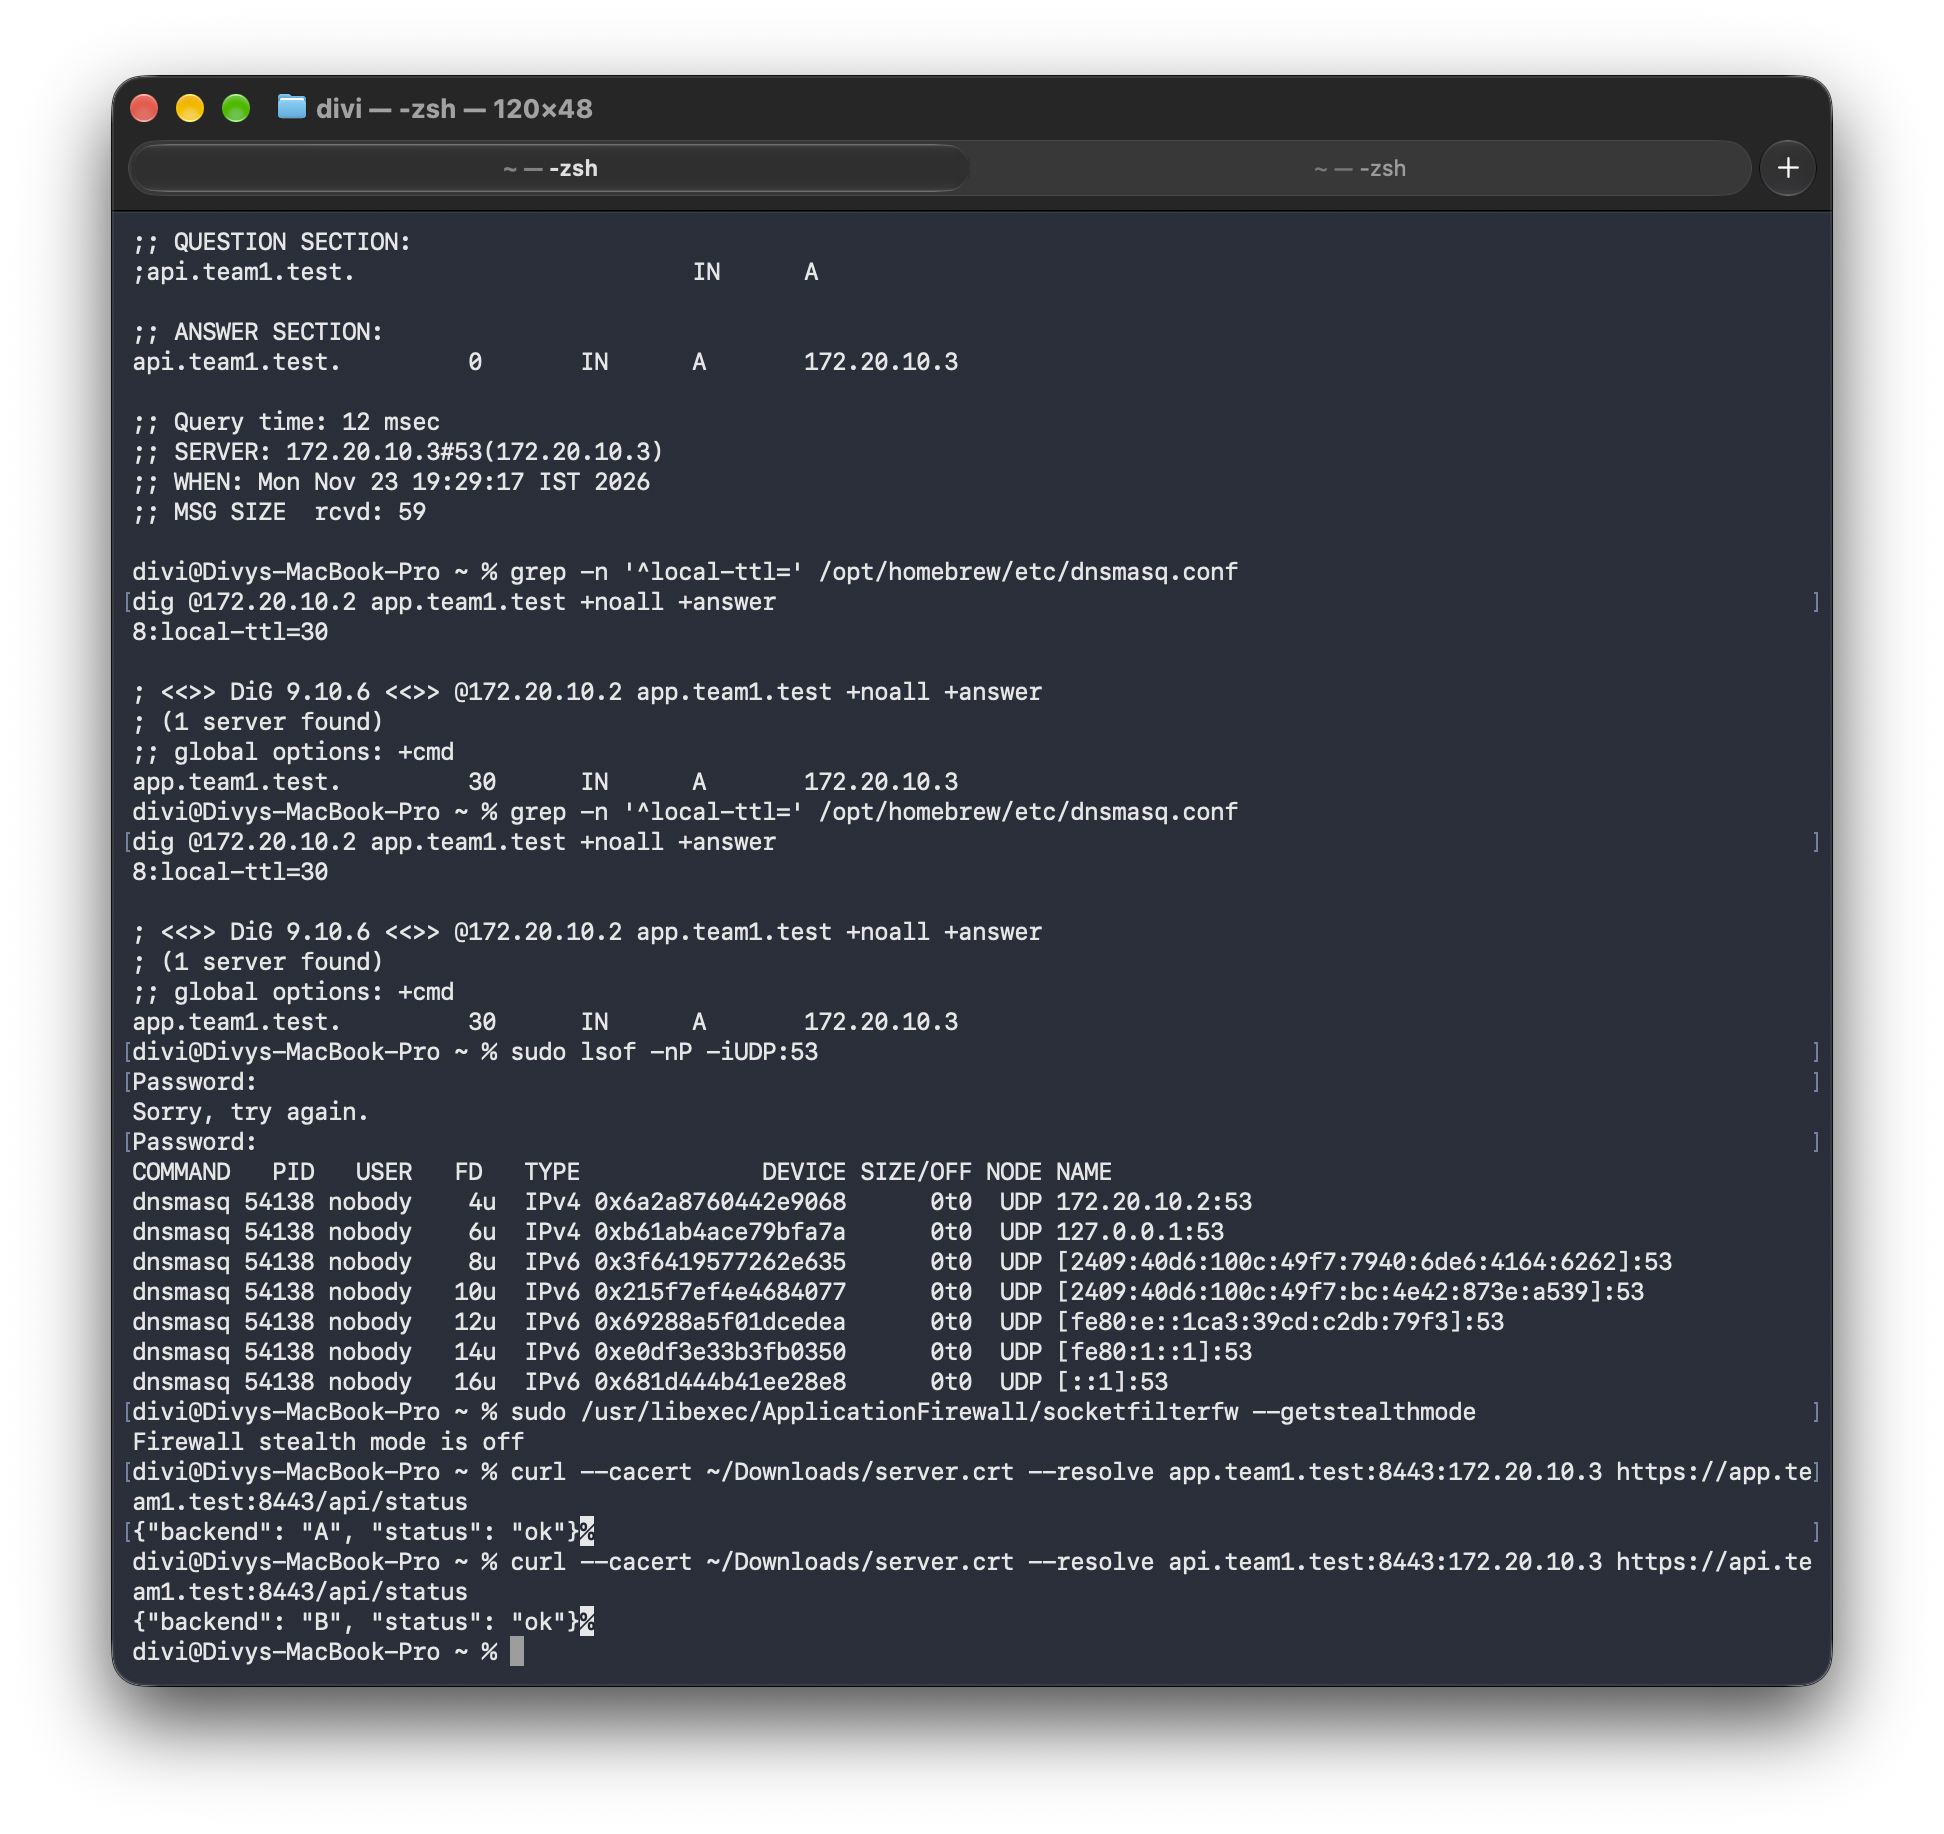 divi — -zsh — 120×48
~ — -zsh
~ — -zsh
+
;; QUESTION SECTION:
;api.team1.test. IN A
;; ANSWER SECTION:
api.team1.test. 0 IN A 172.20.10.3
;; Query time: 12 msec
;; SERVER: 172.20.10.3#53(172.20.10.3)
;; WHEN: Mon Nov 23 19:29:17 IST 2026
;; MSG SIZE  rcvd: 59
divi@Divys-MacBook-Pro ~ % grep -n '^local-ttl=' /opt/homebrew/etc/dnsmasq.conf
[dig @172.20.10.2 app.team1.test +noall +answer ]
8:local-ttl=30
; <<>> DiG 9.10.6 <<>> @172.20.10.2 app.team1.test +noall +answer
; (1 server found)
;; global options: +cmd
app.team1.test. 30 IN A 172.20.10.3
divi@Divys-MacBook-Pro ~ % grep -n '^local-ttl=' /opt/homebrew/etc/dnsmasq.conf
[dig @172.20.10.2 app.team1.test +noall +answer ]
8:local-ttl=30
; <<>> DiG 9.10.6 <<>> @172.20.10.2 app.team1.test +noall +answer
; (1 server found)
;; global options: +cmd
app.team1.test. 30 IN A 172.20.10.3
[divi@Divys-MacBook-Pro ~ % sudo lsof -nP -iUDP:53 ]
[Password: ]
Sorry, try again.
[Password: ]
COMMAND PID USER FD TYPE DEVICE SIZE/OFF NODE NAME
dnsmasq 54138 nobody 4u IPv4 0x6a2a8760442e9068 0t0 UDP 172.20.10.2:53
dnsmasq 54138 nobody 6u IPv4 0xb61ab4ace79bfa7a 0t0 UDP 127.0.0.1:53
dnsmasq 54138 nobody 8u IPv6 0x3f6419577262e635 0t0 UDP [2409:40d6:100c:49f7:7940:6de6:4164:6262]:53
dnsmasq 54138 nobody 10u IPv6 0x215f7ef4e4684077 0t0 UDP [2409:40d6:100c:49f7:bc:4e42:873e:a539]:53
dnsmasq 54138 nobody 12u IPv6 0x69288a5f01dcedea 0t0 UDP [fe80:e::1ca3:39cd:c2db:79f3]:53
dnsmasq 54138 nobody 14u IPv6 0xe0df3e33b3fb0350 0t0 UDP [fe80:1::1]:53
dnsmasq 54138 nobody 16u IPv6 0x681d444b41ee28e8 0t0 UDP [::1]:53
[divi@Divys-MacBook-Pro ~ % sudo /usr/libexec/ApplicationFirewall/socketfilterfw --getstealthmode ]
Firewall stealth mode is off
[divi@Divys-MacBook-Pro ~ % curl --cacert ~/Downloads/server.crt --resolve app.team1.test:8443:172.20.10.3 https://app.te]
am1.test:8443/api/status
[{"backend": "A", "status": "ok"}% ]
divi@Divys-MacBook-Pro ~ % curl --cacert ~/Downloads/server.crt --resolve api.team1.test:8443:172.20.10.3 https://api.te
am1.test:8443/api/status
{"backend": "B", "status": "ok"}%
divi@Divys-MacBook-Pro ~ %